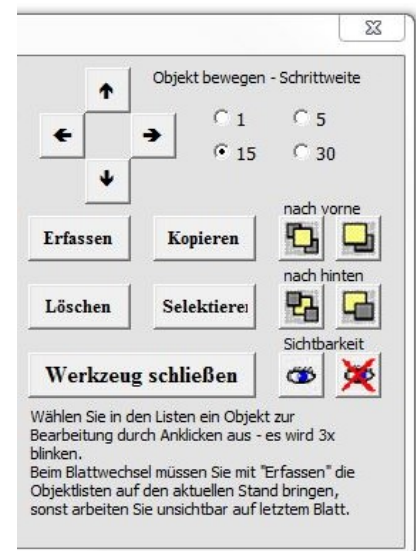 Objekt bewegen - Schrittweite
1 5
15 30
nach vorne
Erfassen Kopieren
nach hinten
Löschen Selektierer
Sichtbarkeit
Werkzeug schließen
Wählen Sie in den Listen ein Objekt zur
Bearbeitung durch Anklicken aus - es wird 3x
blinken.
Beim Blattwechsel müssen Sie mit "Erfassen" die
Objektlisten auf den aktuellen Stand bringen,
sonst arbeiten Sie unsichtbar auf letztem Blatt.